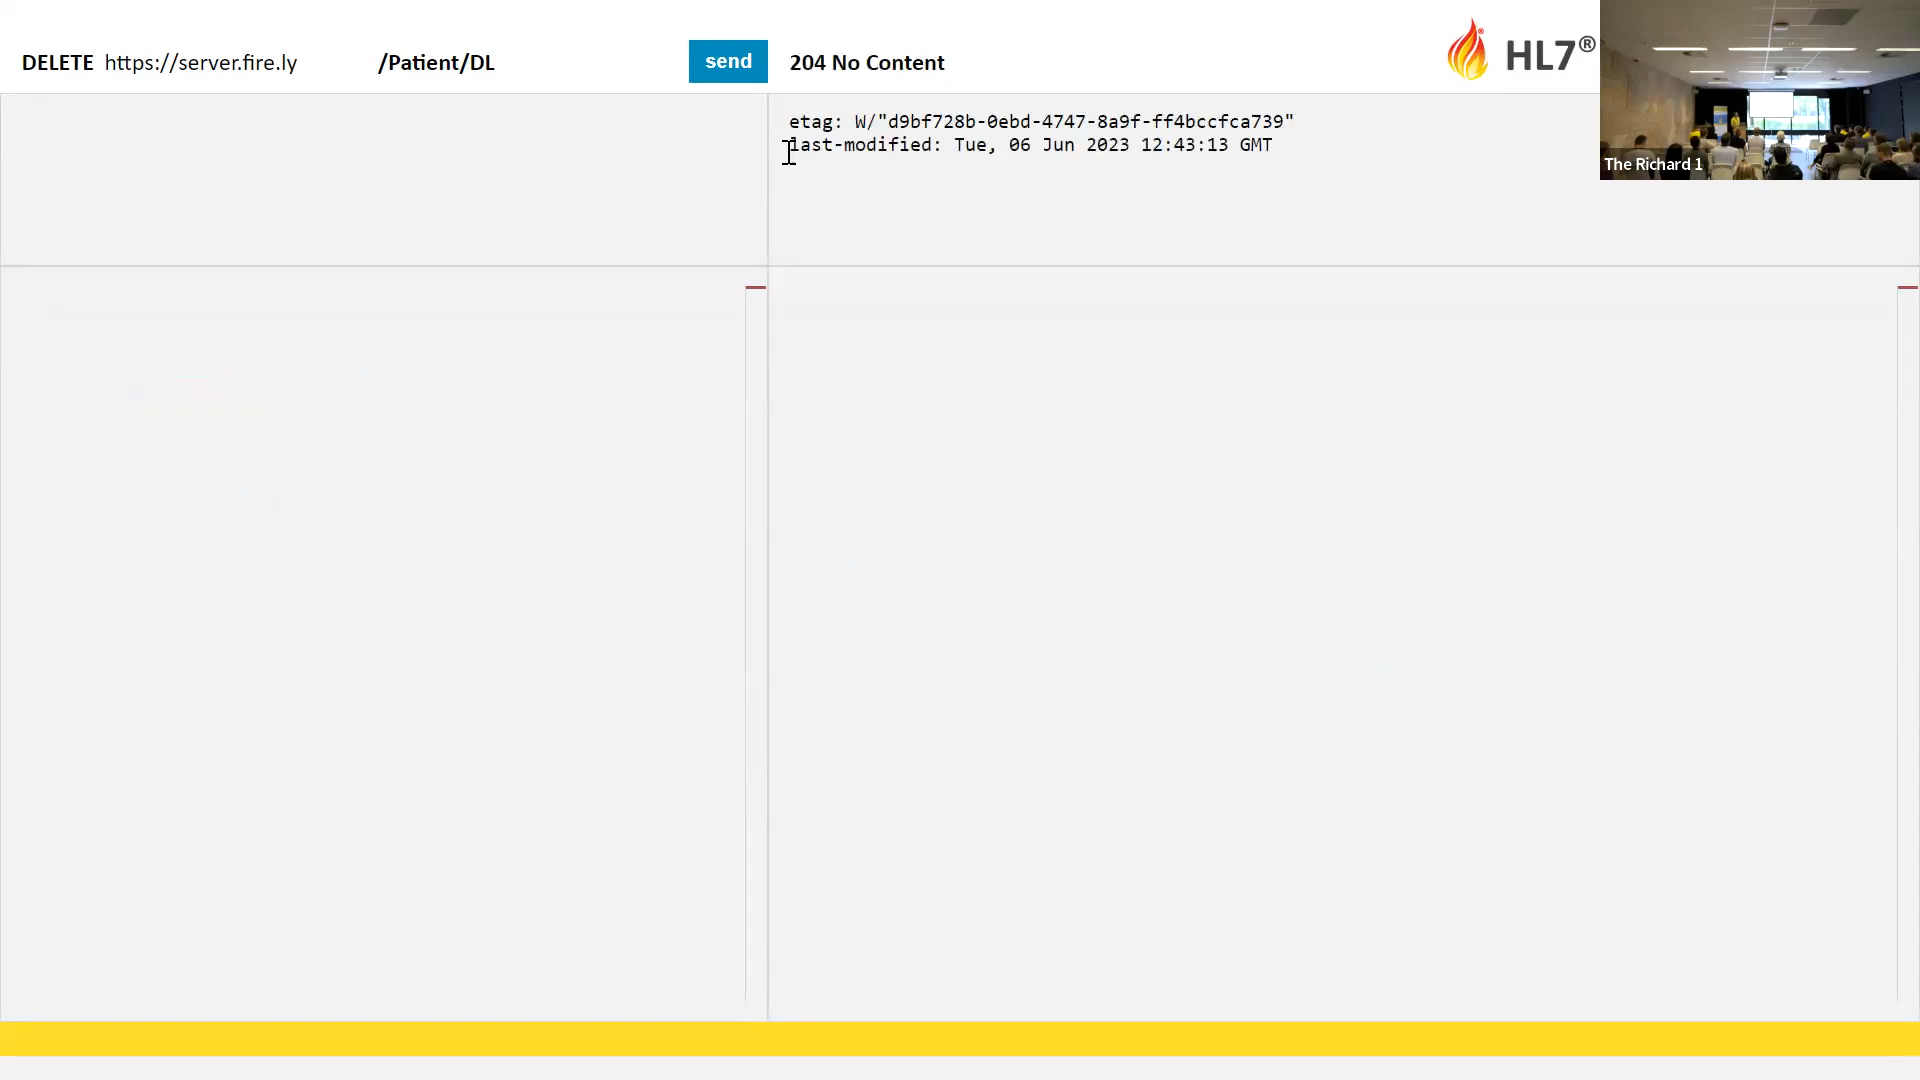 DELETE https://server.fire.ly /Patient/DL send 204 No Content
HL7®
etag: W/"d9bf728b-0ebd-4747-8a9f-ff4bccfca739"
last-modified: Tue, 06 Jun 2023 12:43:13 GMT
The Richard 1